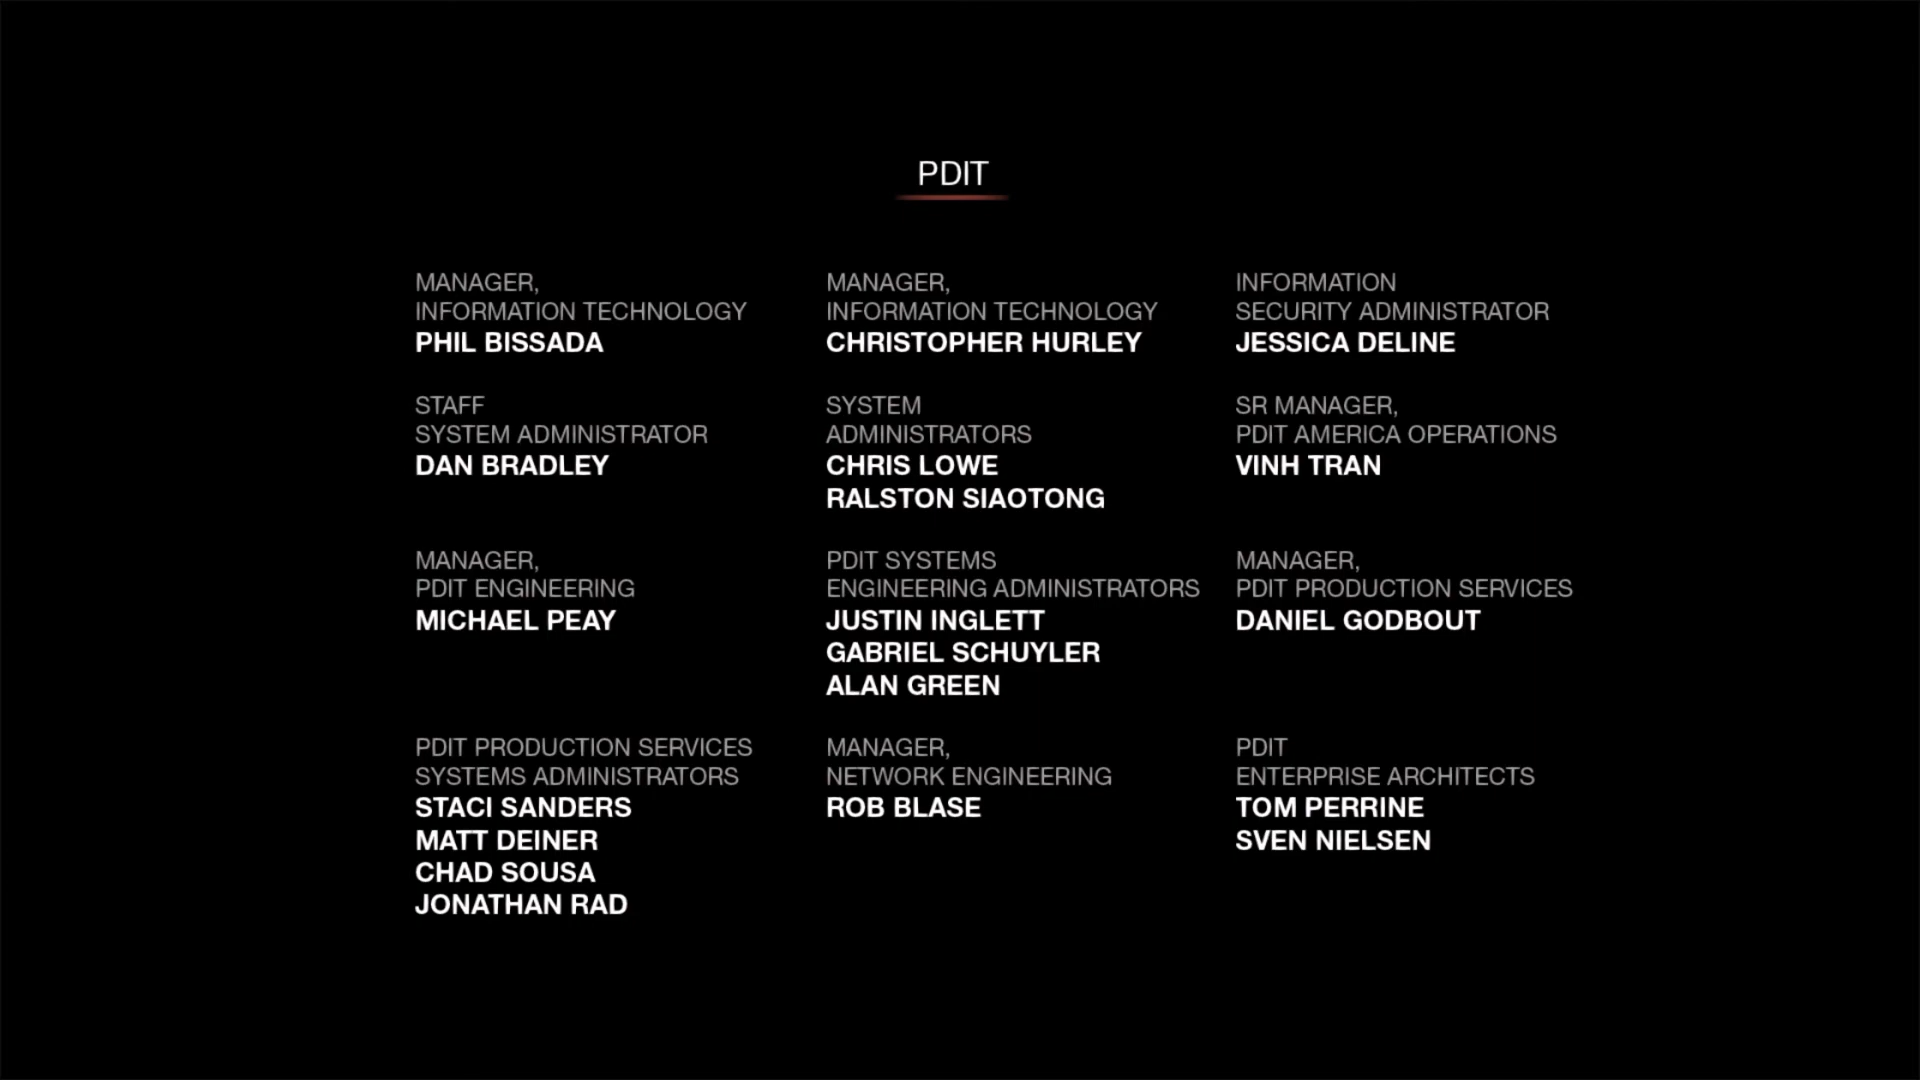 PDIT
MANAGER,
INFORMATION TECHNOLOGY
PHIL BISSADA
MANAGER,
INFORMATION TECHNOLOGY
CHRISTOPHER HURLEY
INFORMATION
SECURITY ADMINISTRATOR
JESSICA DELINE
STAFF
SYSTEM ADMINISTRATOR
DAN BRADLEY
SYSTEM
ADMINISTRATORS
CHRIS LOWE
RALSTON SIAOTONG
SR MANAGER,
PDIT AMERICA OPERATIONS
VINH TRAN
MANAGER,
PDIT ENGINEERING
MICHAEL PEAY
PDIT SYSTEMS
ENGINEERING ADMINISTRATORS
JUSTIN INGLETT
GABRIEL SCHUYLER
ALAN GREEN
MANAGER,
PDIT PRODUCTION SERVICES
DANIEL GODBOUT
PDIT PRODUCTION SERVICES
SYSTEMS ADMINISTRATORS
STACI SANDERS
MATT DEINER
CHAD SOUSA
JONATHAN RAD
MANAGER,
NETWORK ENGINEERING
ROB BLASE
PDIT
ENTERPRISE ARCHITECTS
TOM PERRINE
SVEN NIELSEN